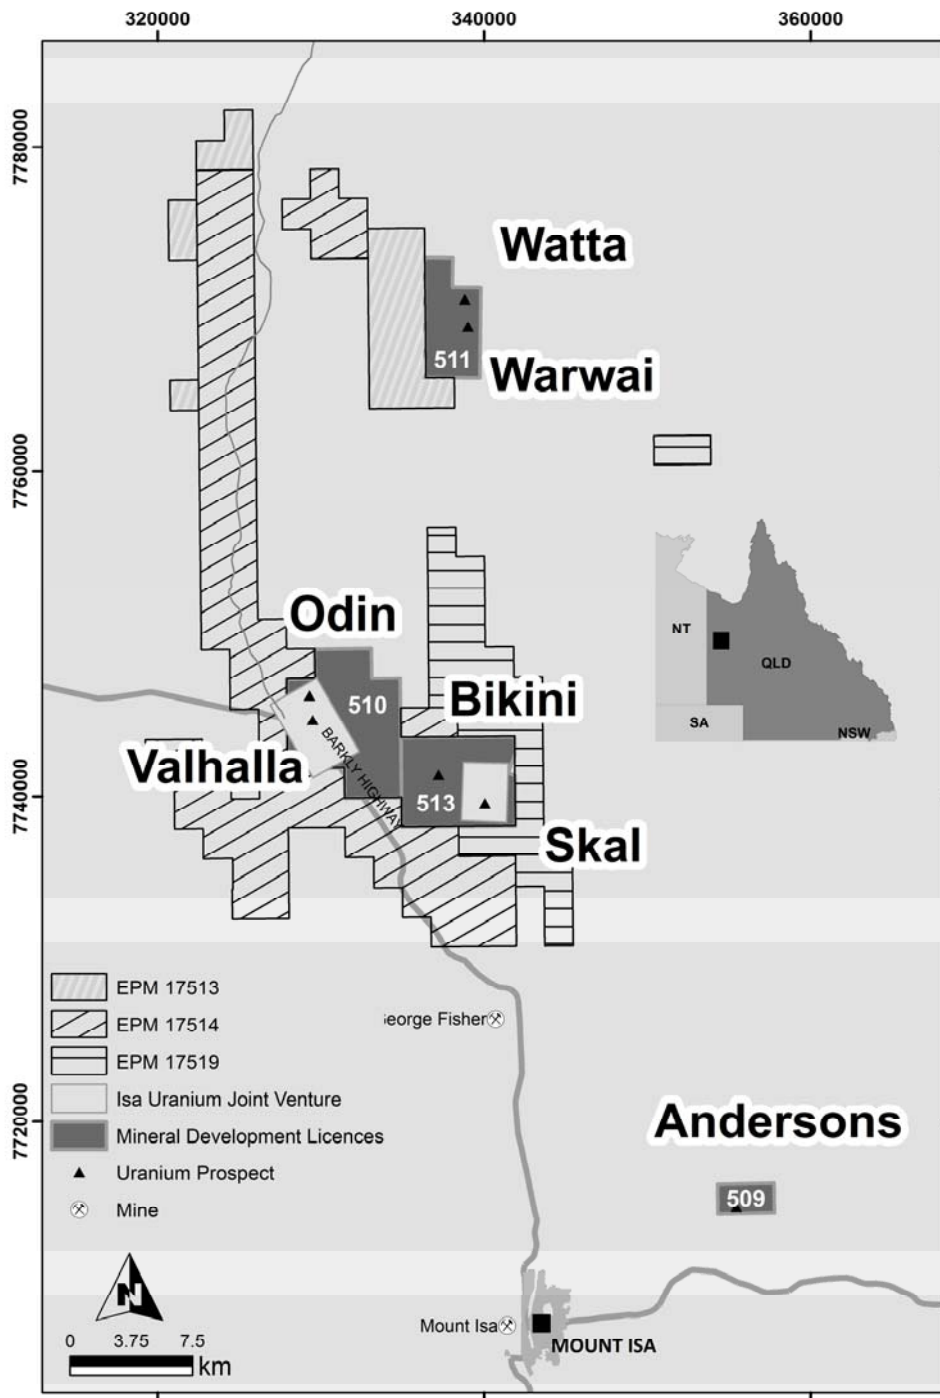 320000
340000
360000
7780000
Watta
511
Warwai
7760000
NT
QLD
SA
NSW
Odin
510
Bikini
BARKLY HIGHWAY
Valhalla
7740000
513
Skal
EPM 17513
EPM 17514
EPM 17519
Isa Uranium Joint Venture
Mineral Development Licences
Uranium Prospect
Mine
eorge Fisher
7720000
Andersons
509
N
0 3.75 7.5
km
Mount Isa
MOUNT ISA